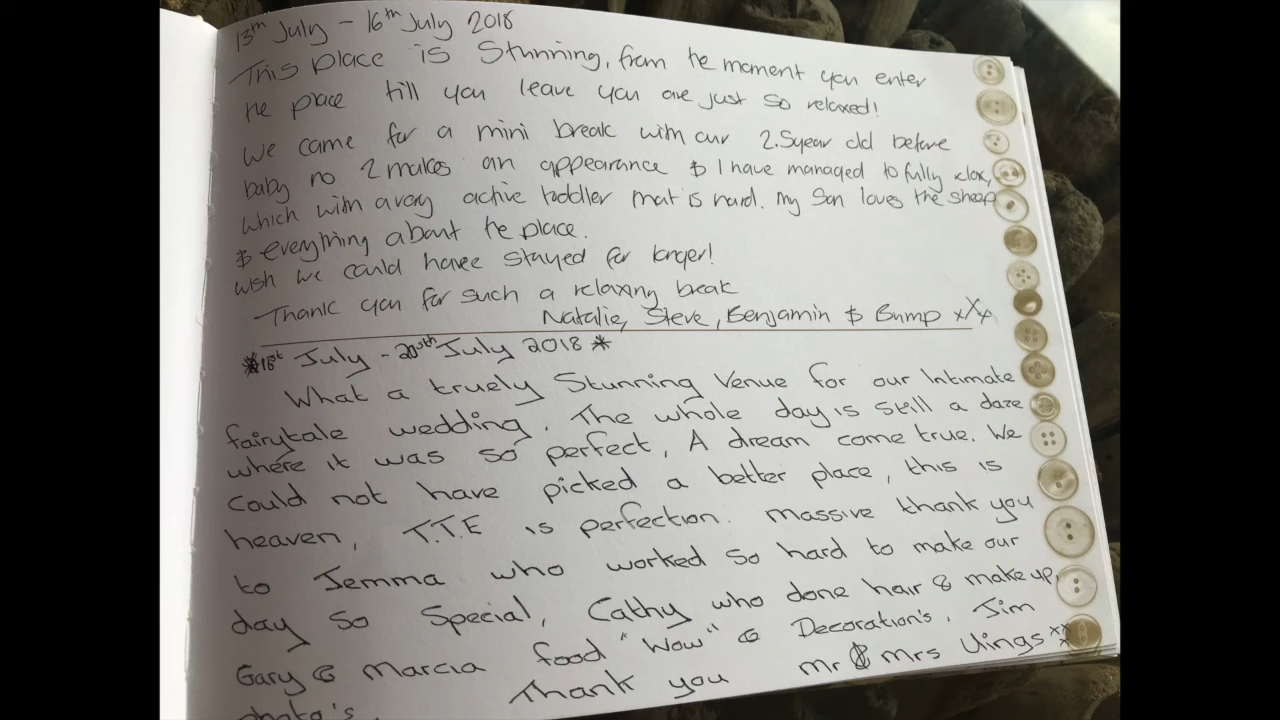 13th July - 16th July 2018
This place is stunning, from the moment you enter
the place till you leave you are just so relaxed!
We came for a mini break with our 2.5year old before
baby no 2 makes an appearance & I have managed to fully relax,
which with a very active toddler that is hard. My son loves the sheep
& everything about the place.
wish we could have stayed for longer!
Thank you for such a relaxing break
Natalie, Steve, Benjamin & Bump x/x
July - 20th July 2018 *
What a truely Stunning Venue for our Intimate
fairytale wedding. The whole day is still a daze
where it was so perfect, A dream come true. We
could not have picked a better place, this is
heaven, T.T.E is perfection. Massive thank you
to Jemma who worked so hard to make our
day so special, Cathy who done hair & make up,
Gary & Marcia food "Wow" & Decoration's, Jim
photo's.
Thank you Mr & Mrs xx